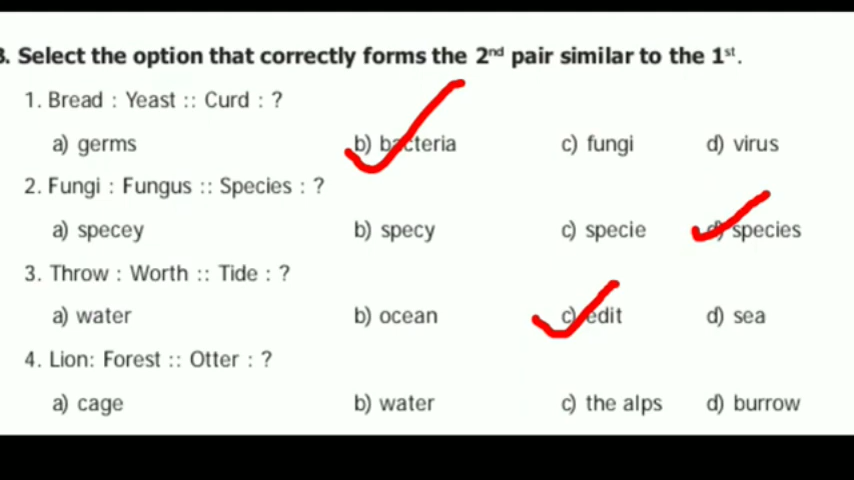 3. Select the option that correctly forms the 2nd pair similar to the 1st.
1. Bread : Yeast :: Curd : ?
a) germs b) bacteria c) fungi d) virus
2. Fungi : Fungus :: Species : ?
a) specey b) specy c) specie d) species
3. Throw : Worth :: Tide : ?
a) water b) ocean c) edit d) sea
4. Lion: Forest :: Otter : ?
a) cage b) water c) the alps d) burrow